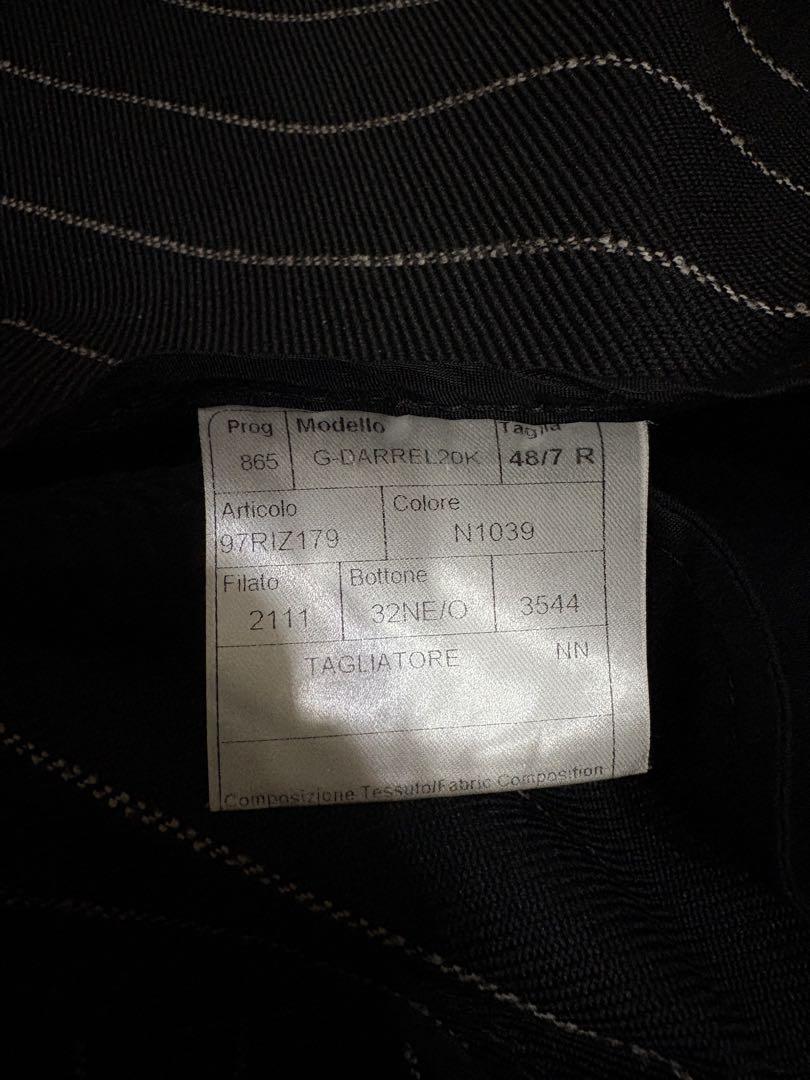 Prog Modello Taglia
865 G-DARREL20K 48/7 R
Articolo Colore
97RIZ179 N1039
Filato Bottone
2111 32NE/O 3544
TAGLIATORE NN
Composizione Tessuto/Fabric Composition